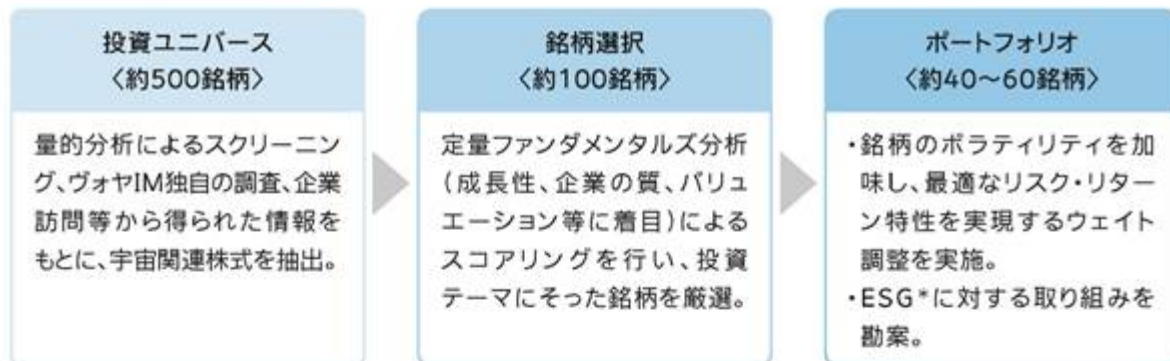 投資ユニバース
〈約500銘柄〉
量的分析によるスクリーニン
グ、ヴォヤIM独自の調査、企業
訪問等から得られた情報を
もとに、宇宙関連株式を抽出。
銘柄選択
〈約100銘柄〉
定量ファンダメンタルズ分析
(成長性、企業の質、バリュ
エーション等に着目)による
スコアリングを行い、投資
テーマにそった銘柄を厳選。
ポートフォリオ
〈約40～60銘柄〉
・銘柄のボラティリティを加
味し、最適なリスク・リター
ン特性を実現するウェイト
調整を実施。
・ESG*に対する取り組みを
勘案。